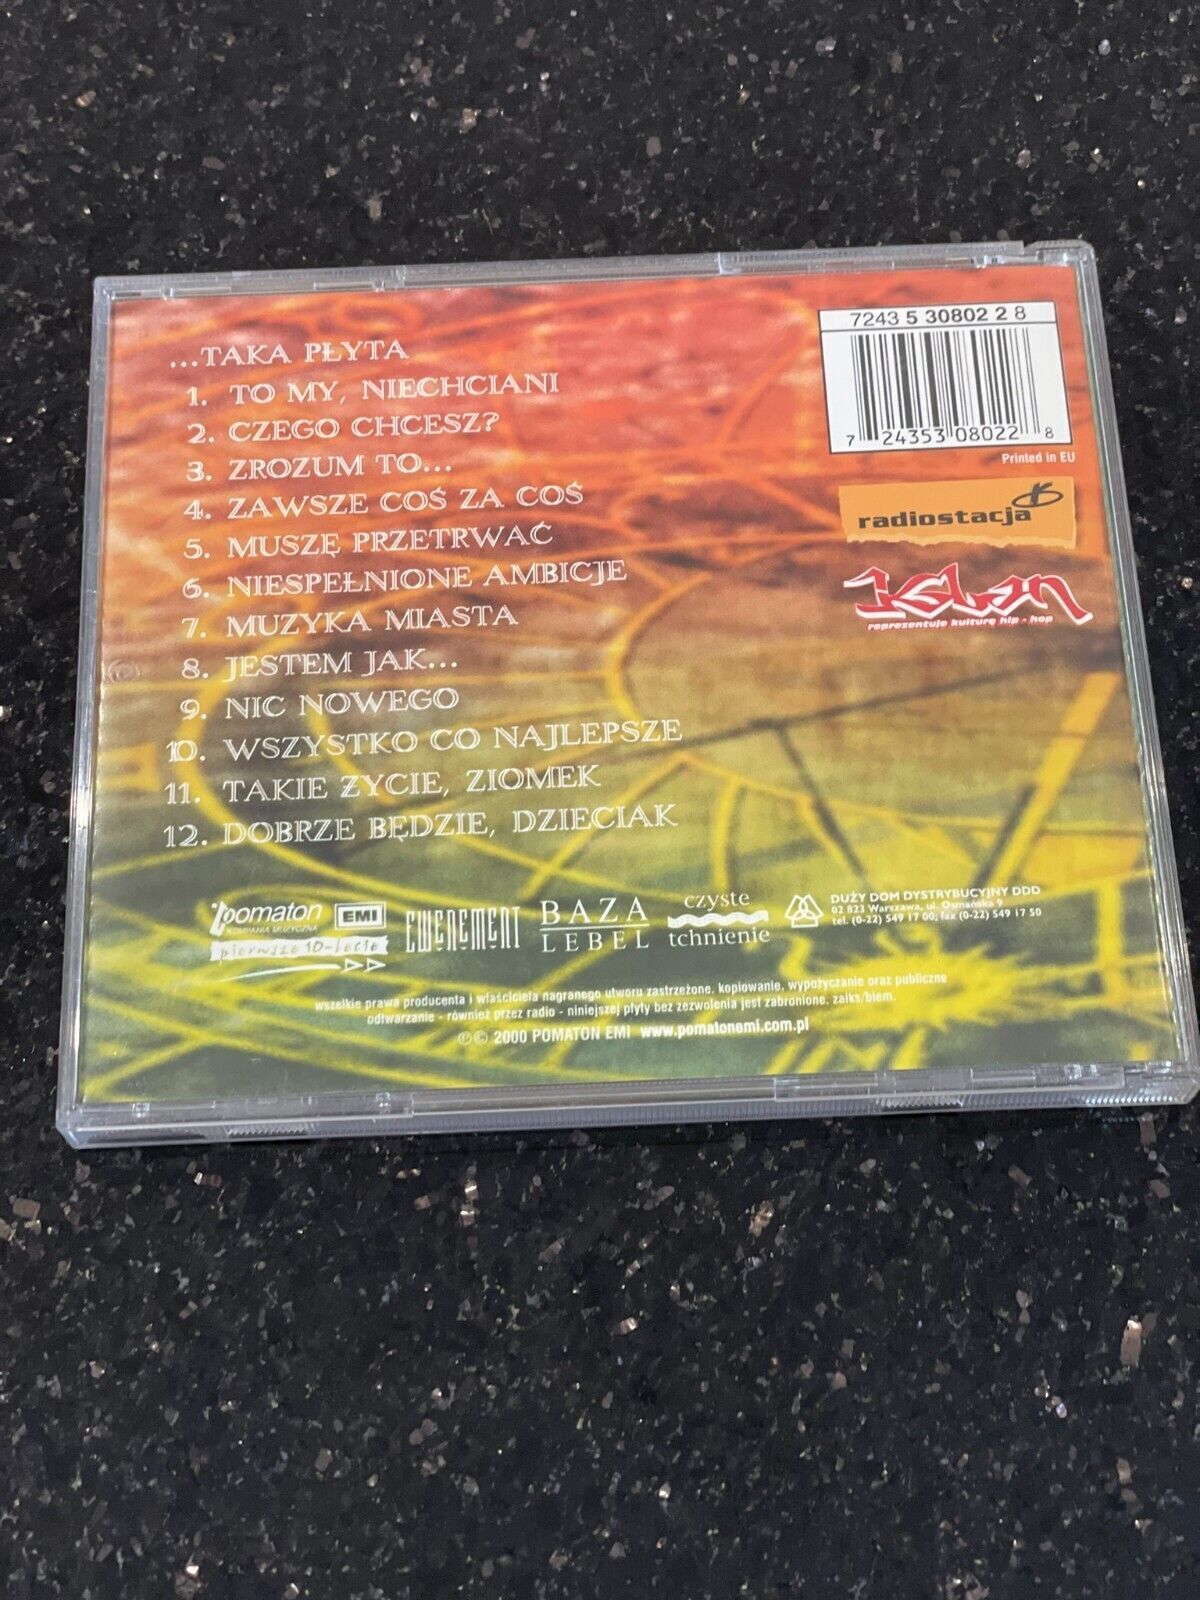 ...TAKA PŁYTA
1. TO MY, NIECHCIANI
2. CZEGO CHCESZ?
3. ZROZUM TO...
4. ZAWSZE COŚ ZA COŚ
5. MUSZĘ PRZETRWAĆ
6. NIESPEŁNIONE AMBICJE
7. MUZYKA MIASTA
8. JESTEM JAK...
9. NIC NOWEGO
10. WSZYSTKO CO NAJLEPSZE
11. TAKIE ŻYCIE, ZIOMEK
12. DOBRZE BĘDZIE, DZIECIAK
7243 5 30802 2 8
7 24353 08022 8
Printed in EU
radiostacja
KLAN
reprezentuje kulturę hip - hop
pomaton EMI
KOMPANIA MUZYCZNA
pierwsze 10-lecie
EWENEMENT
BAZA
LEBEL
czyste
tchnienie
DUŻY DOM DYSTRYBUCYJNY DDD
02 823 Warszawa, ul. Osmańska 9
tel. (0-22) 549 17 00; fax (0-22) 549 17 50
wszelkie prawa producenta i właściciela nagranego utworu zastrzeżone. kopiowanie, wypożyczanie oraz publiczne
odtwarzanie - również przez radio - niniejszej płyty bez zezwolenia jest zabronione. zaiks/biem.
℗© 2000 POMATON EMI www.pomatonemi.com.pl